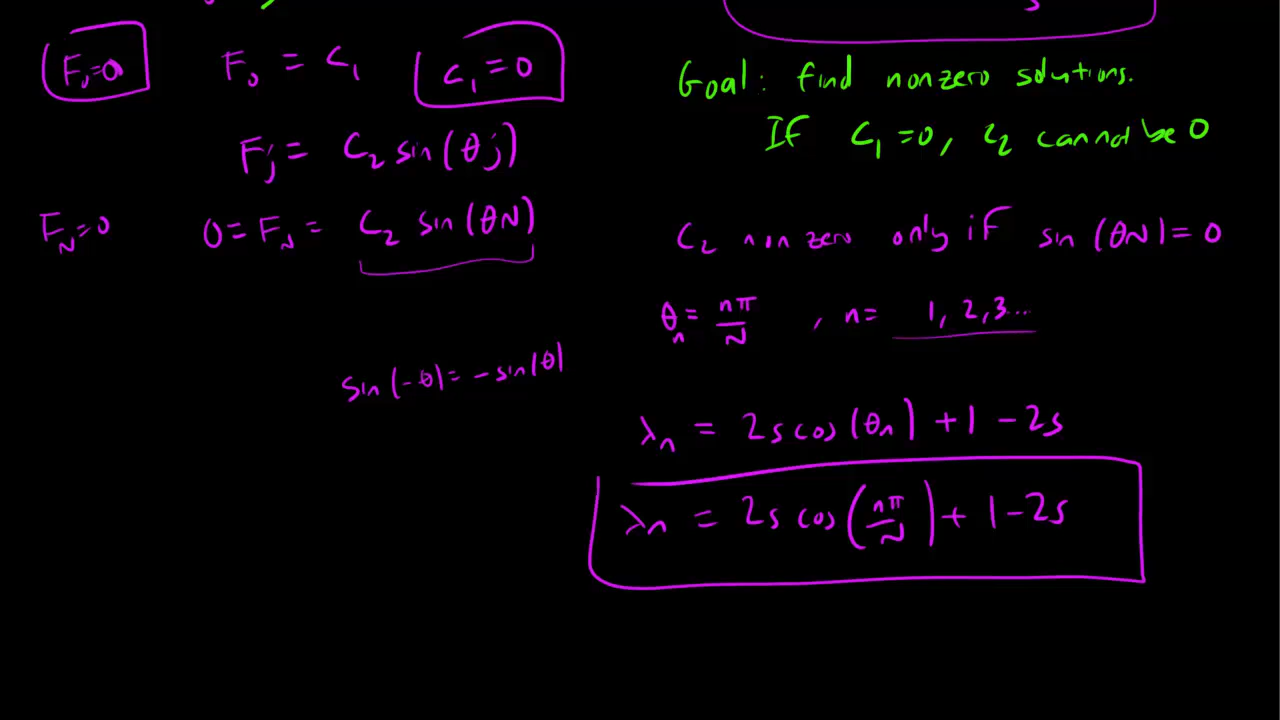 F₀=0 F₀ = C₁ C₁ = 0
Goal: find nonzero solutions.
If C₁=0, C₂ cannot be 0
Fⱼ = C₂ sin(θj)
F_N=0 0 = F_N = C₂ sin(θN)
C₂ nonzero only if sin(θN)=0
θₙ = nπ/N , n= 1, 2, 3...
sin(-θ) = -sin(θ)
λₙ = 2s cos(θₙ) + 1 - 2s
λₙ = 2s cos(nπ/N) + 1 - 2s